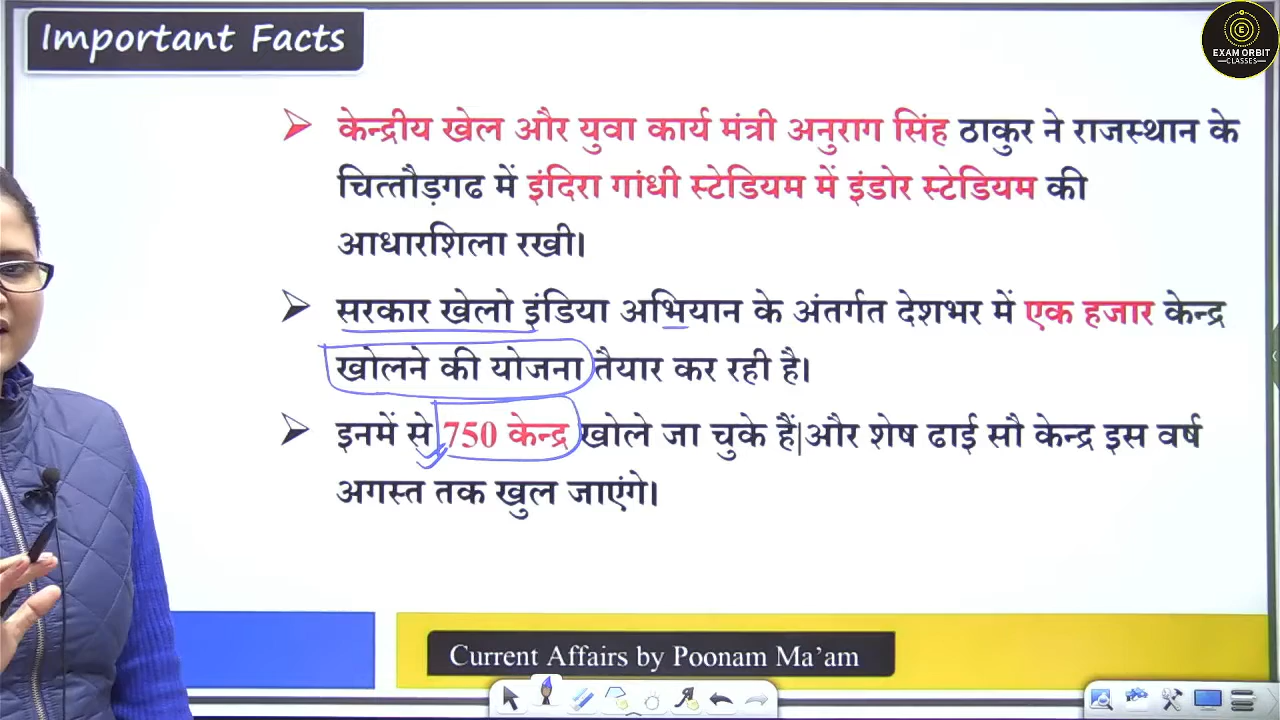 Important Facts
EXAM ORBIT
CLASSES
केन्द्रीय खेल और युवा कार्य मंत्री अनुराग सिंह ठाकुर ने राजस्थान के
चित्तौड़गढ में इंदिरा गांधी स्टेडियम में इंडोर स्टेडियम की
आधारशिला रखी।
सरकार खेलो इंडिया अभियान के अंतर्गत देशभर में एक हजार केन्द्र
खोलने की योजना तैयार कर रही है।
इनमें से 750 केन्द्र खोले जा चुके हैं|और शेष ढाई सौ केन्द्र इस वर्ष
अगस्त तक खुल जाएंगे।
Current Affairs by Poonam Ma'am